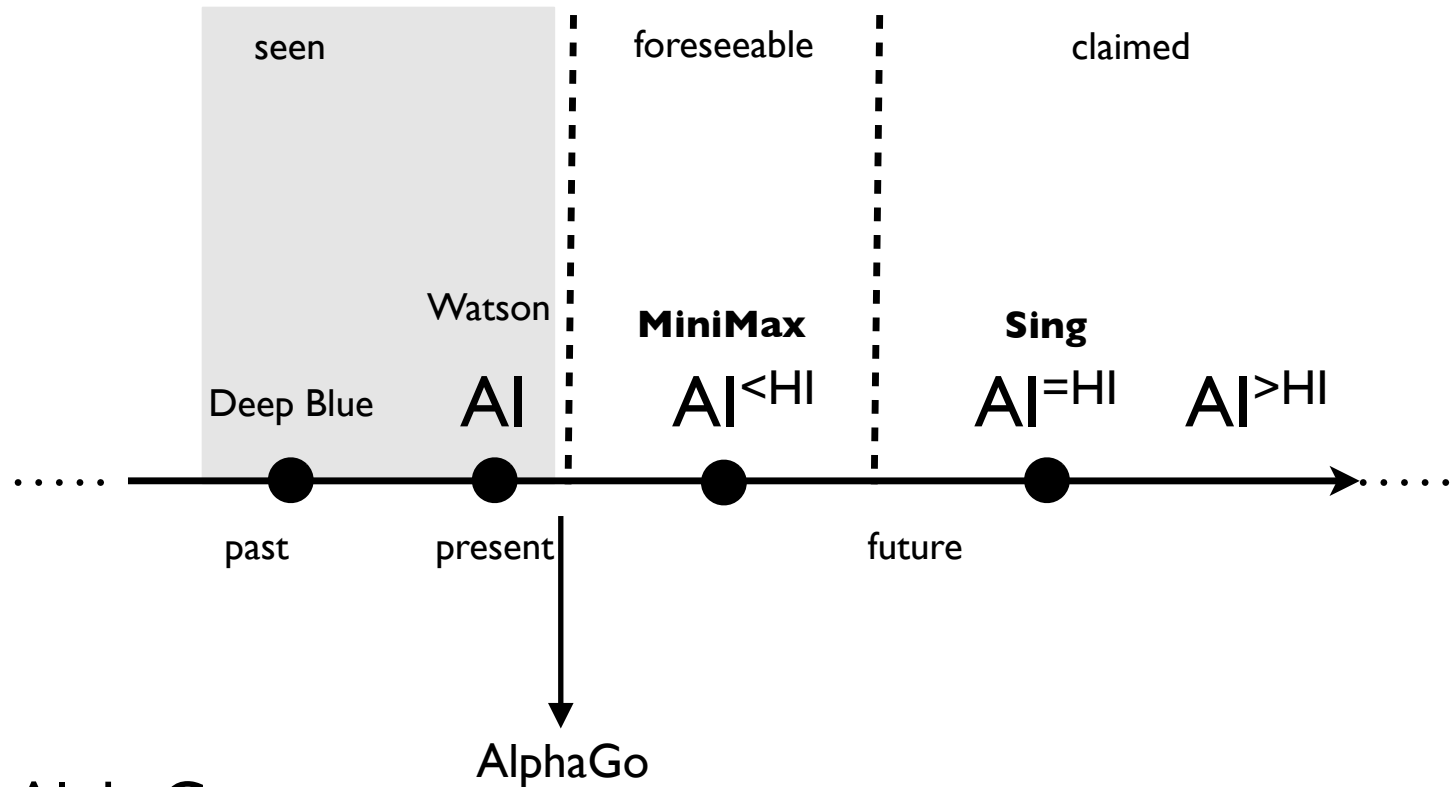 seen
foreseeable
claimed
Watson
MiniMax
Sing
Deep Blue
AI
AI<HI
AI=HI
AI>HI
past
present
future
AlphaGo